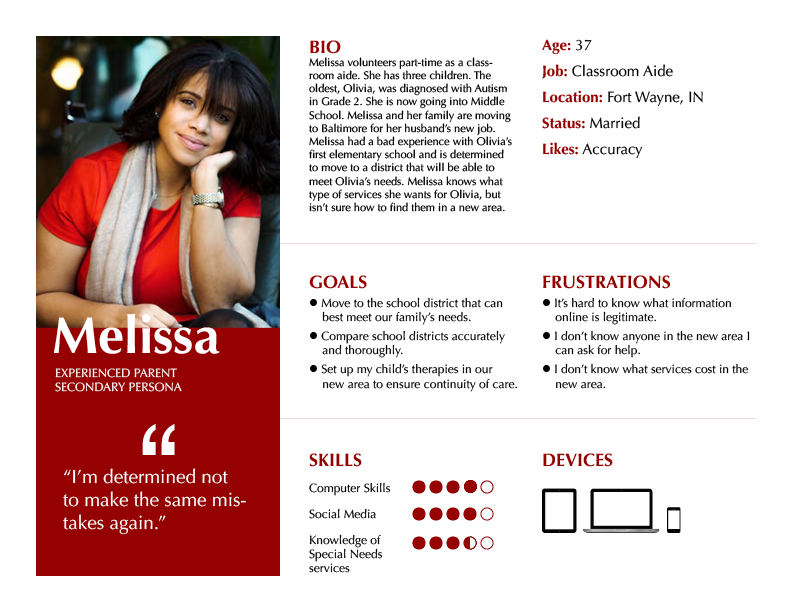 Melissa
EXPERIENCED PARENT
SECONDARY PERSONA
“
“I’m determined not
to make the same mis-
takes again.”
BIO
Melissa volunteers part-time as a class-
room aide. She has three children. The
oldest, Olivia, was diagnosed with Autism
in Grade 2. She is now going into Middle
School. Melissa and her family are moving
to Baltimore for her husband’s new job.
Melissa had a bad experience with Olivia’s
first elementary school and is determined
to move to a district that will be able to
meet Olivia’s needs. Melissa knows what
type of services she wants for Olivia, but
isn’t sure how to find them in a new area.
Age: 37
Job: Classroom Aide
Location: Fort Wayne, IN
Status: Married
Likes: Accuracy
GOALS
● Move to the school district that can
best meet our family’s needs.
● Compare school districts accurately
and thoroughly.
● Set up my child’s therapies in our
new area to ensure continuity of care.
FRUSTRATIONS
● It’s hard to know what information
online is legitimate.
● I don’t know anyone in the new area I
can ask for help.
● I don’t know what services cost in the
new area.
SKILLS
Computer Skills
Social Media
Knowledge of
Special Needs
services
DEVICES